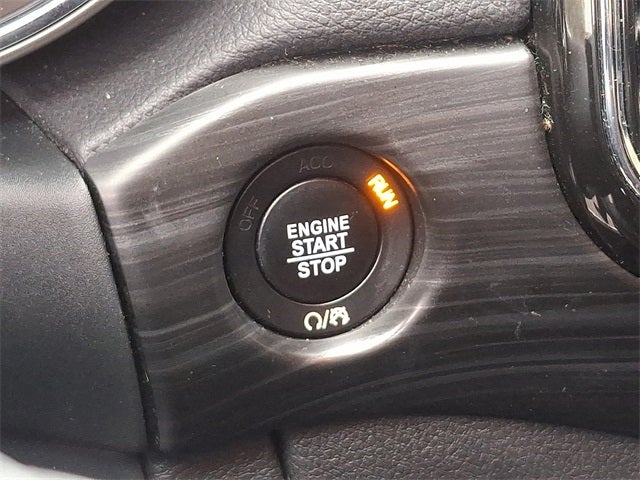 OFF
ACC
RUN
ENGINE
START
STOP